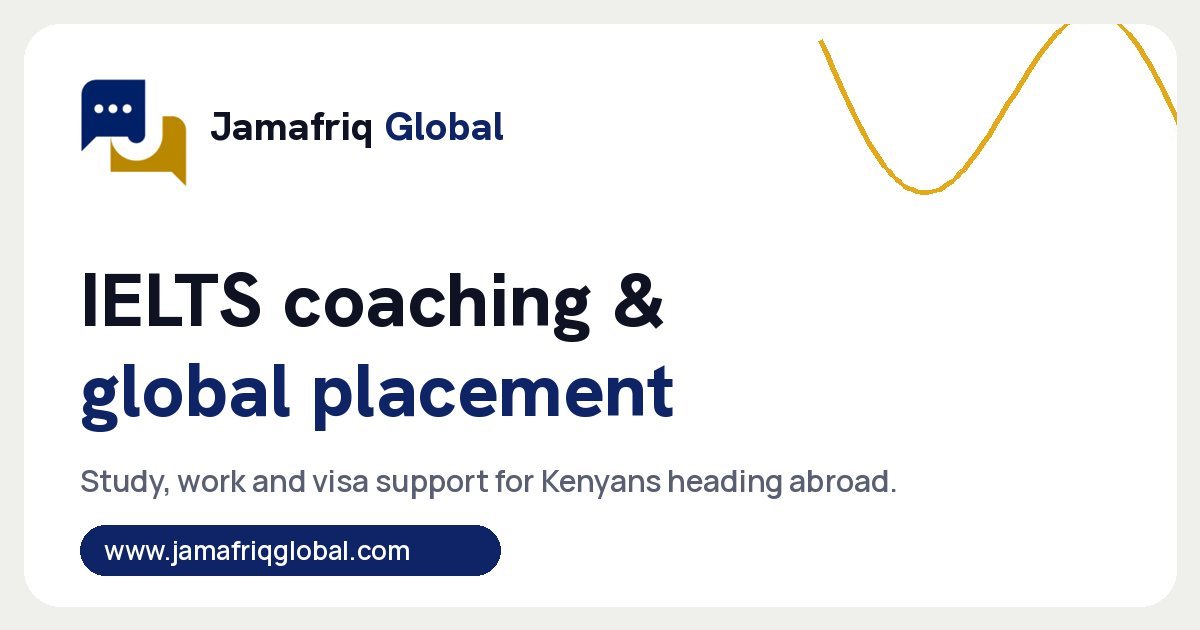 Jamafriq Global
IELTS coaching &
global placement
Study, work and visa support for Kenyans heading abroad.
www.jamafriqglobal.com